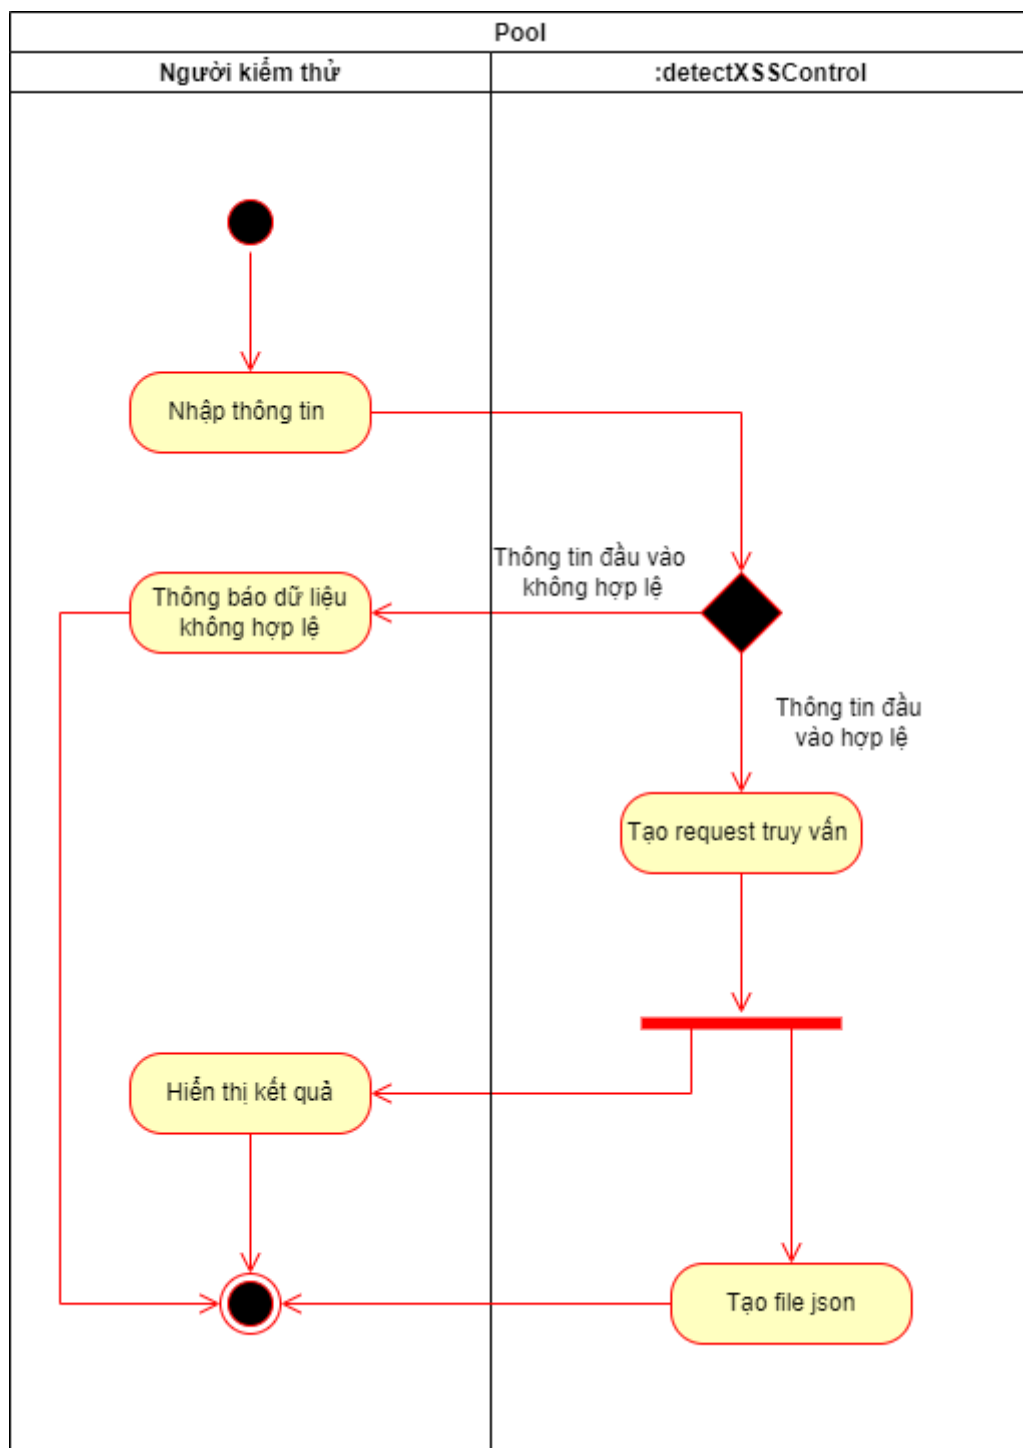 Pool
Người kiểm thử
:detectXSSControl
Nhập thông tin
Thông tin đầu vào
không hợp lệ
Thông báo dữ liệu
không hợp lệ
Thông tin đầu
vào hợp lệ
Tạo request truy vấn
Hiển thị kết quả
Tạo file json